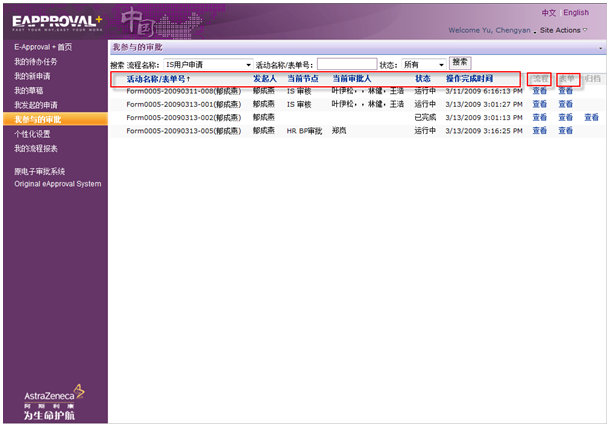 EAPPROVAL+
FAST YOUR WAY, EASY YOUR WORK
中国
中文 | English
Welcome Yu, Chengyan . Site Actions
E-Approval + 首页
我的待办任务
我的新申请
我的草稿
我发起的申请
我参与的审批
个性化设置
我的流程报表
原电子审批系统
Original eApproval System
AstraZeneca
阿斯利康
为生命护航
我参与的审批
搜索 流程名称: IS用户申请 活动名称/表单号: 状态: 所有 搜索
活动名称/表单号↑ 发起人 当前节点 当前审批人 状态 操作完成时间 流程 表单 归档
Form0005-20090311-008(郁成燕) 郁成燕 IS 审核 叶伊松, , 林健, 王浩 运行中 3/11/2009 6:16:13 PM 查看 查看
Form0005-20090313-001(郁成燕) 郁成燕 IS 审核 叶伊松, , 林健, 王浩 运行中 3/13/2009 3:01:27 PM 查看 查看
Form0005-20090313-002(郁成燕) 郁成燕 已完成 3/13/2009 3:01:13 PM 查看 查看 查看
Form0005-20090313-005(郁成燕) 郁成燕 HR BP审批 郑岚 运行中 3/13/2009 3:16:25 PM 查看 查看